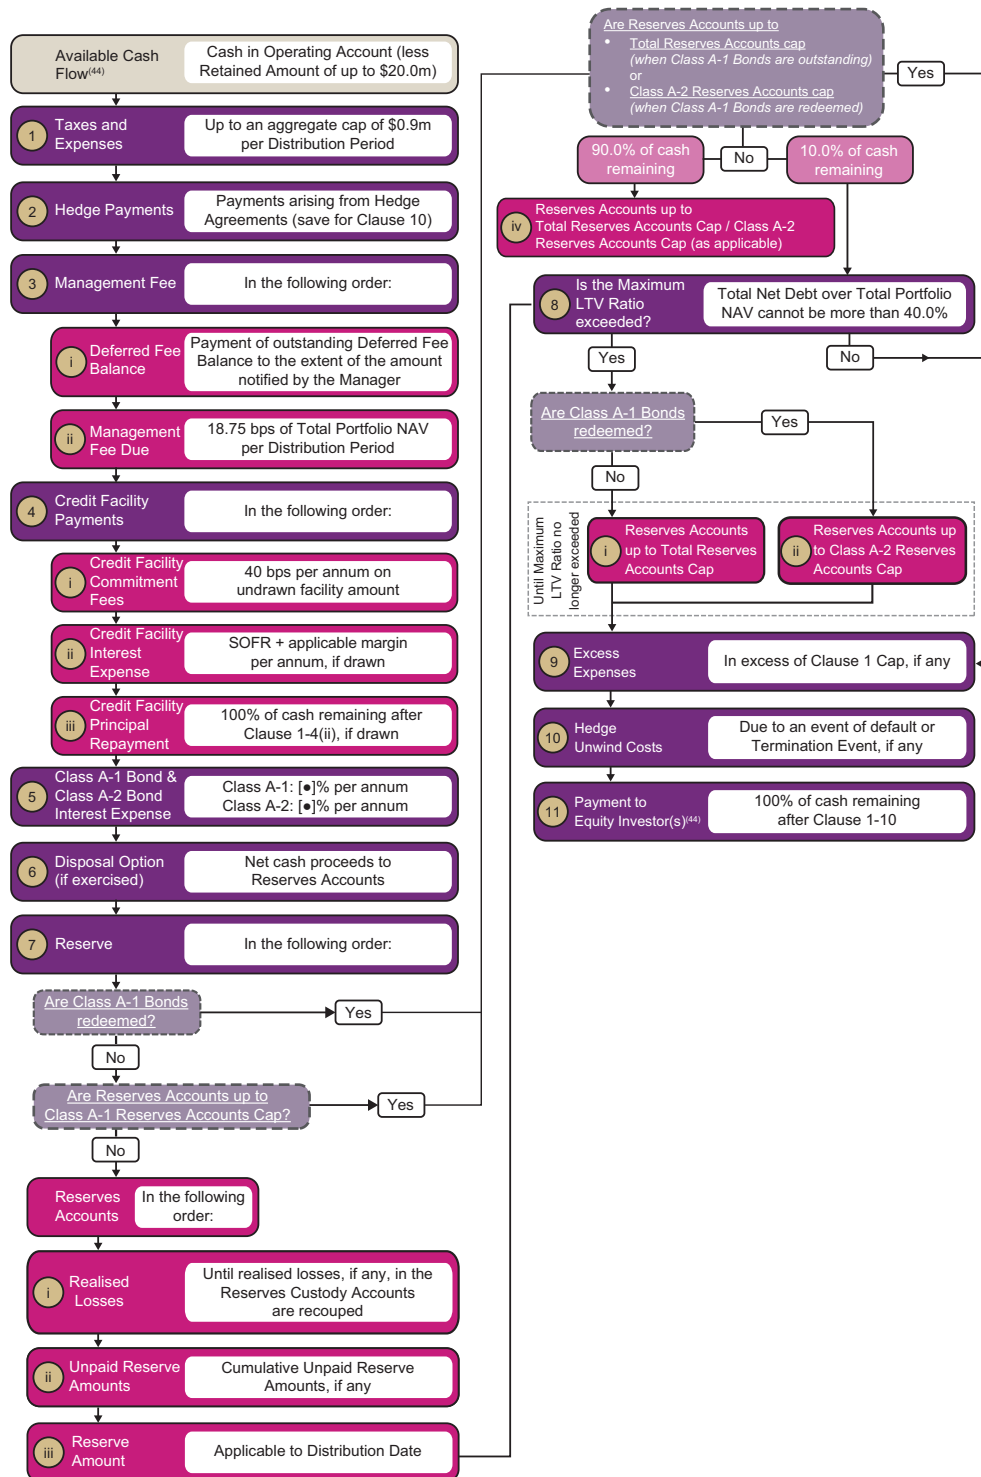 Available Cash
Flow(44)
Cash in Operating Account (less
Retained Amount of up to $20.0m)
1
Taxes and
Expenses
Up to an aggregate cap of $0.9m
per Distribution Period
2
Hedge Payments
Payments arising from Hedge
Agreements (save for Clause 10)
3
Management Fee
In the following order:
i
Deferred Fee
Balance
Payment of outstanding Deferred Fee
Balance to the extent of the amount
notified by the Manager
ii
Management
Fee Due
18.75 bps of Total Portfolio NAV
per Distribution Period
4
Credit Facility
Payments
In the following order:
i
Credit Facility
Commitment
Fees
40 bps per annum on
undrawn facility amount
ii
Credit Facility
Interest
Expense
SOFR + applicable margin
per annum, if drawn
iii
Credit Facility
Principal
Repayment
100% of cash remaining after
Clause 1-4(ii), if drawn
5
Class A-1 Bond &
Class A-2 Bond
Interest Expense
Class A-1: [●]% per annum
Class A-2: [●]% per annum
6
Disposal Option
(if exercised)
Net cash proceeds to
Reserves Accounts
7
Reserve
In the following order:
Are Class A-1 Bonds
redeemed?
Yes
No
Are Reserves Accounts up to
Class A-1 Reserves Accounts Cap?
Yes
No
Reserves
Accounts
In the following
order:
i
Realised
Losses
Until realised losses, if any, in the
Reserves Custody Accounts
are recouped
ii
Unpaid Reserve
Amounts
Cumulative Unpaid Reserve
Amounts, if any
iii
Reserve
Amount
Applicable to Distribution Date
Are Reserves Accounts up to
• Total Reserves Accounts cap
(when Class A-1 Bonds are outstanding)
or
• Class A-2 Reserves Accounts cap
(when Class A-1 Bonds are redeemed)
Yes
No
90.0% of cash
remaining
10.0% of cash
remaining
iv
Reserves Accounts up to
Total Reserves Accounts Cap / Class A-2
Reserves Accounts Cap (as applicable)
8
Is the Maximum
LTV Ratio
exceeded?
Total Net Debt over Total Portfolio
NAV cannot be more than 40.0%
Yes
No
Are Class A-1 Bonds
redeemed?
Yes
No
Until Maximum
LTV Ratio no
longer exceeded
i
Reserves Accounts
up to Total Reserves
Accounts Cap
ii
Reserves Accounts up
to Class A-2 Reserves
Accounts Cap
9
Excess
Expenses
In excess of Clause 1 Cap, if any
10
Hedge
Unwind Costs
Due to an event of default or
Termination Event, if any
11
Payment to
Equity Investor(s)(44)
100% of cash remaining
after Clause 1-10